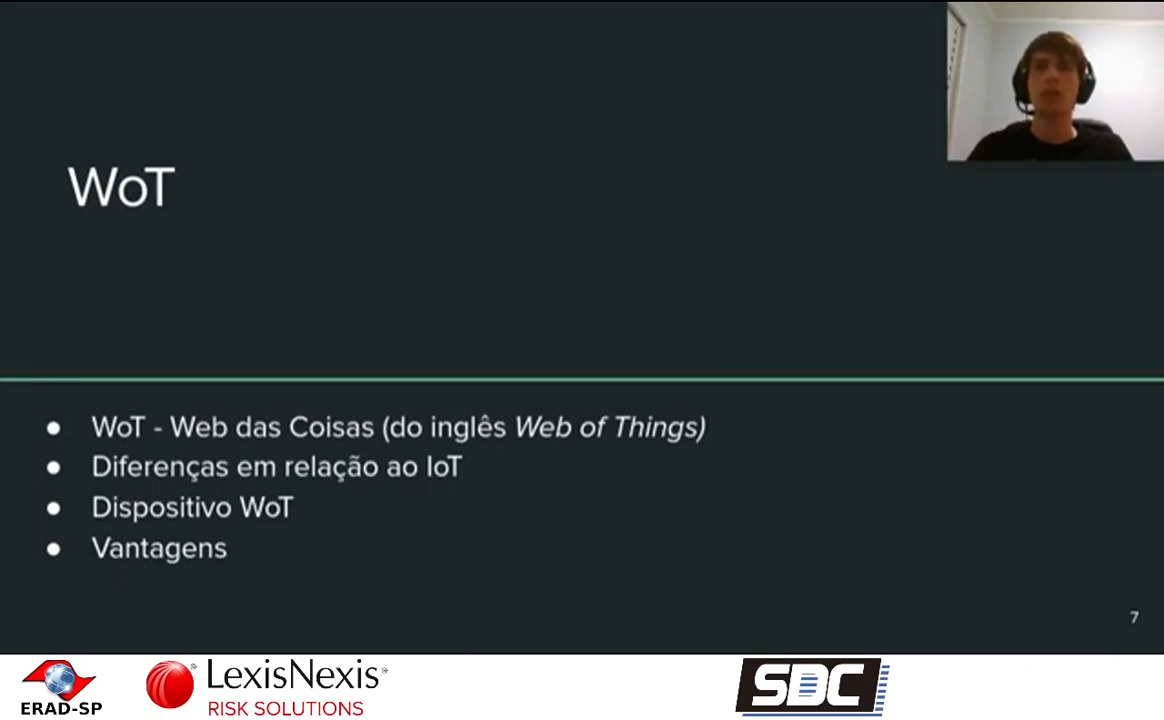 WoT
● WoT - Web das Coisas (do inglês Web of Things)
● Diferenças em relação ao IoT
● Dispositivo WoT
● Vantagens
7
ERAD-SP
LexisNexis®
RISK SOLUTIONS
SDC